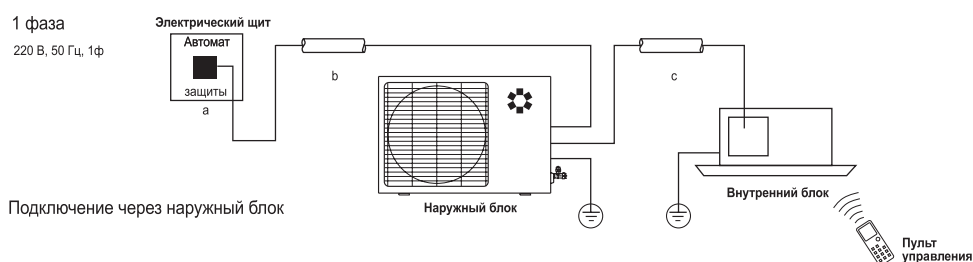 1 фаза
220 В, 50 Гц, 1ф
Электрический щит
Автомат
защиты
a
b
c
Подключение через наружный блок
Наружный блок
Внутренний блок
Пульт
управления